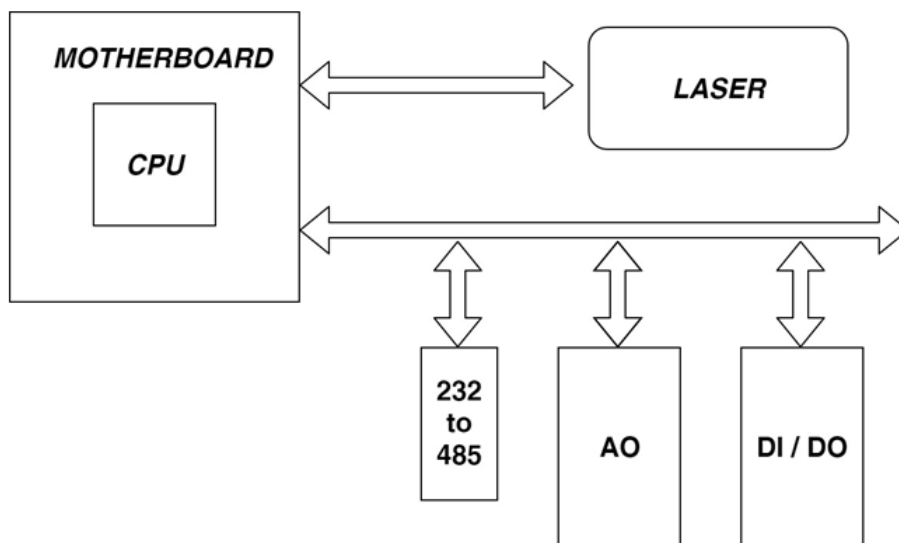 MOTHERBOARD
CPU
LASER
232
to
485
AO
DI / DO